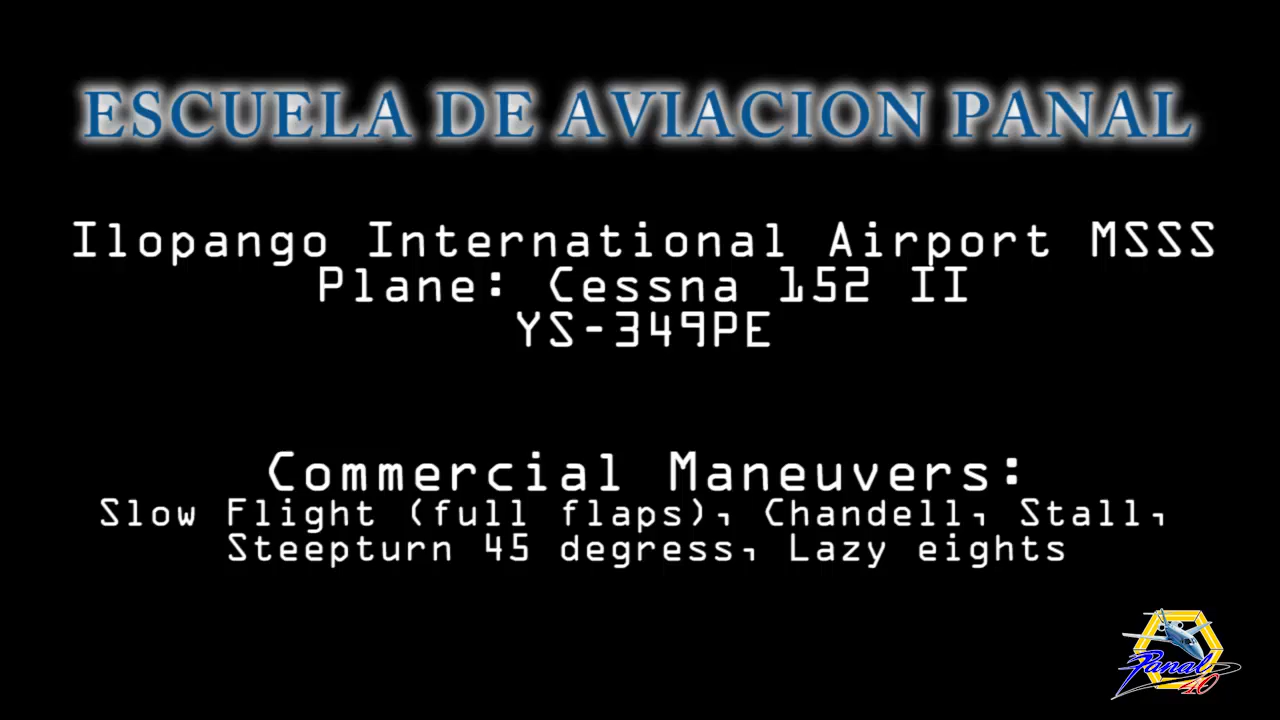 ESCUELA DE AVIACION PANAL
Ilopango International Airport MSSS
Plane: Cessna 152 II
YS-349PE
Commercial Maneuvers:
Slow Flight (full flaps), Chandell, Stall,
Steepturn 45 degress, Lazy eights
Panal
40